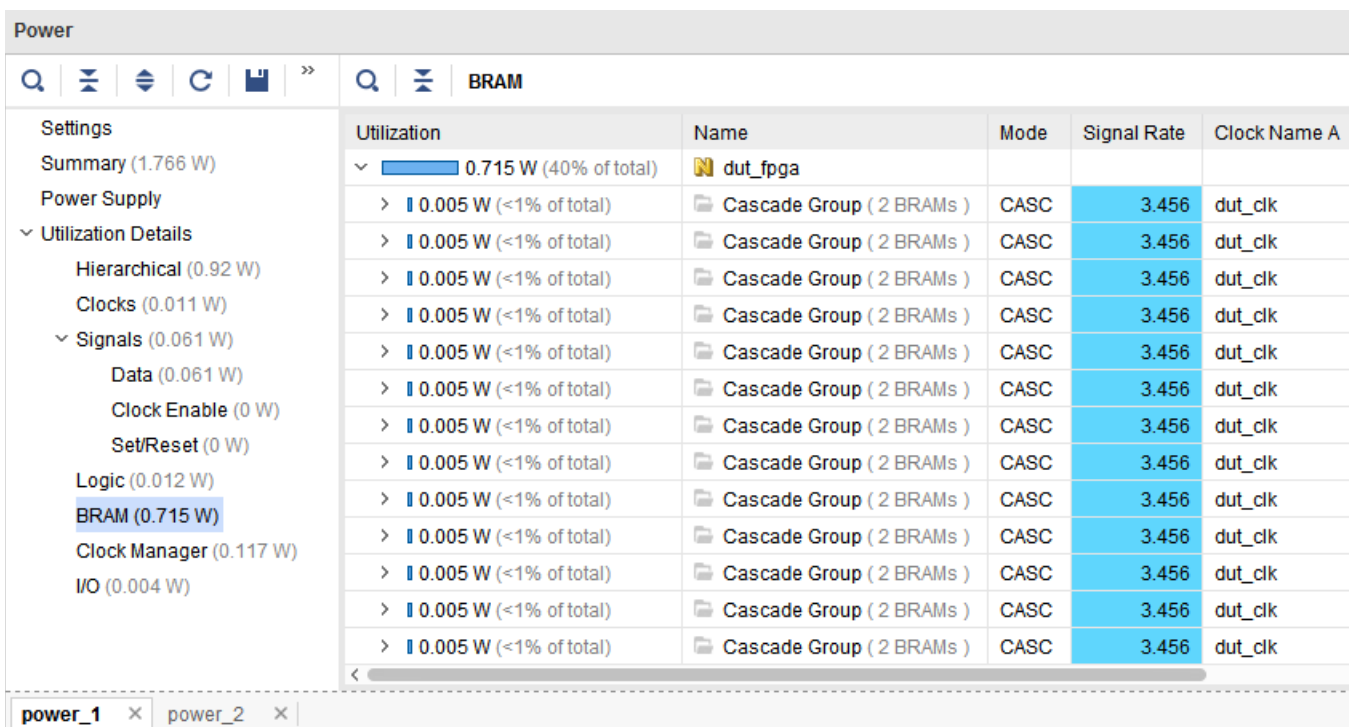 Power
»
BRAM
Settings
Summary (1.766 W)
Power Supply
Utilization Details
Hierarchical (0.92 W)
Clocks (0.011 W)
Signals (0.061 W)
Data (0.061 W)
Clock Enable (0 W)
Set/Reset (0 W)
Logic (0.012 W)
BRAM (0.715 W)
Clock Manager (0.117 W)
I/O (0.004 W)
Utilization Name Mode Signal Rate Clock Name A
0.715 W (40% of total) N dut_fpga
0.005 W (<1% of total) Cascade Group ( 2 BRAMs ) CASC 3.456 dut_clk
0.005 W (<1% of total) Cascade Group ( 2 BRAMs ) CASC 3.456 dut_clk
0.005 W (<1% of total) Cascade Group ( 2 BRAMs ) CASC 3.456 dut_clk
0.005 W (<1% of total) Cascade Group ( 2 BRAMs ) CASC 3.456 dut_clk
0.005 W (<1% of total) Cascade Group ( 2 BRAMs ) CASC 3.456 dut_clk
0.005 W (<1% of total) Cascade Group ( 2 BRAMs ) CASC 3.456 dut_clk
0.005 W (<1% of total) Cascade Group ( 2 BRAMs ) CASC 3.456 dut_clk
0.005 W (<1% of total) Cascade Group ( 2 BRAMs ) CASC 3.456 dut_clk
0.005 W (<1% of total) Cascade Group ( 2 BRAMs ) CASC 3.456 dut_clk
0.005 W (<1% of total) Cascade Group ( 2 BRAMs ) CASC 3.456 dut_clk
0.005 W (<1% of total) Cascade Group ( 2 BRAMs ) CASC 3.456 dut_clk
0.005 W (<1% of total) Cascade Group ( 2 BRAMs ) CASC 3.456 dut_clk
0.005 W (<1% of total) Cascade Group ( 2 BRAMs ) CASC 3.456 dut_clk
power_1 × power_2 ×